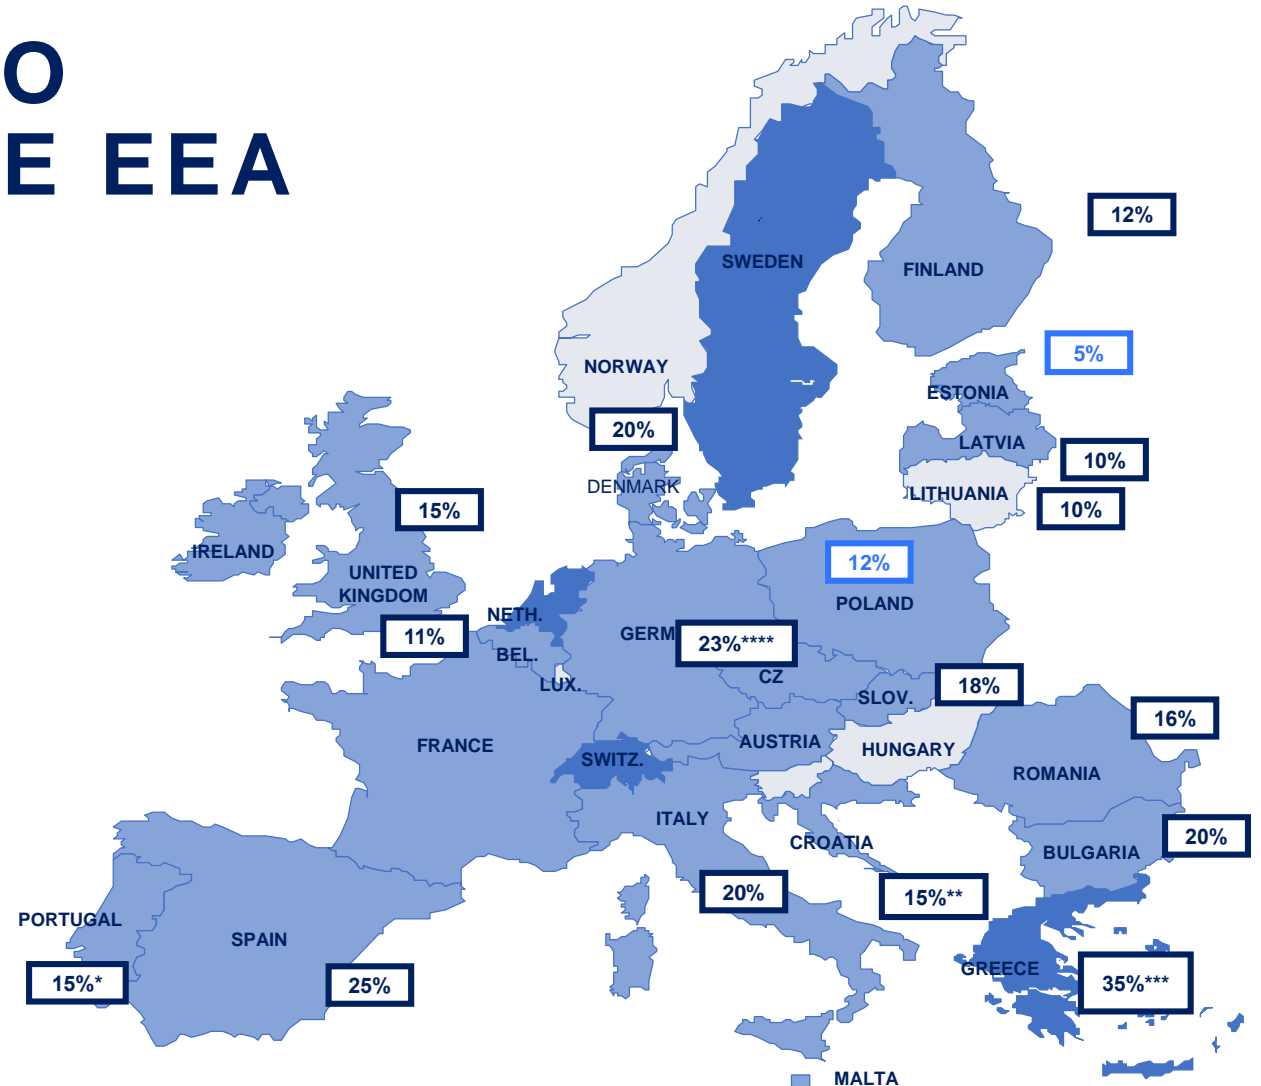 O
E EEA
12%
SWEDEN
FINLAND
5%
NORWAY
ESTONIA
20%
LATVIA
10%
DENMARK
LITHUANIA
10%
15%
IRELAND
UNITED
KINGDOM
12%
POLAND
NETH.
11%
GERM
23%****
BEL.
CZ
LUX.
SLOV.
18%
16%
FRANCE
AUSTRIA
HUNGARY
SWITZ.
ROMANIA
ITALY
CROATIA
20%
BULGARIA
20%
15%**
PORTUGAL
SPAIN
GREECE
15%*
25%
35%***
MALTA